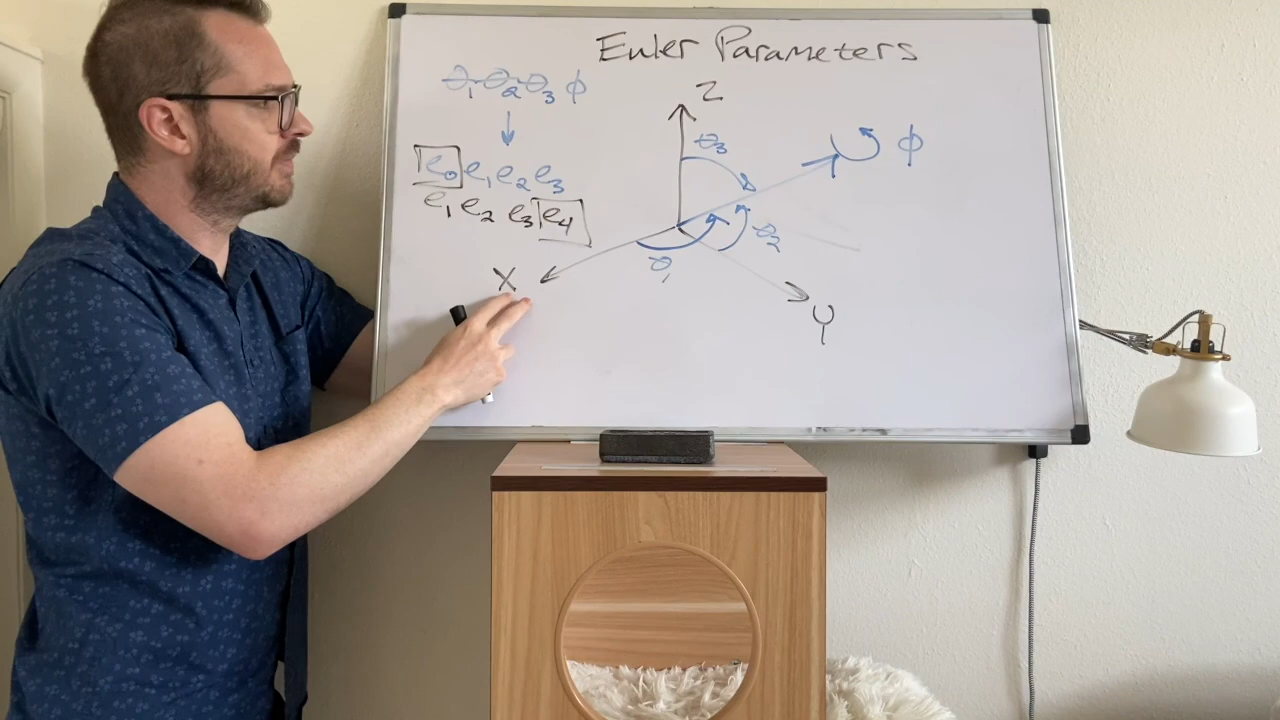 Euler Parameters
θ₁ θ₂ θ₃ ϕ
↓
e₀ e₁ e₂ e₃
e₁ e₂ e₃ e₄
Z
θ₃
ϕ
θ₂
θ₁
X
Y